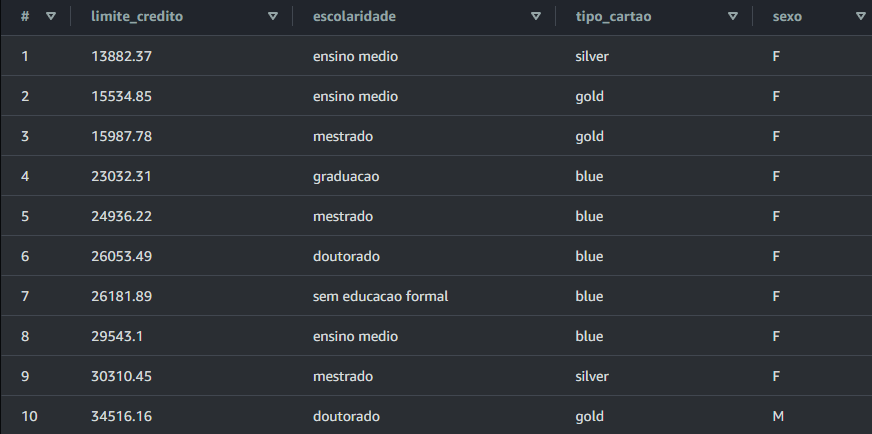 # limite_credito escolaridade tipo_cartao sexo
1 13882.37 ensino medio silver F
2 15534.85 ensino medio gold F
3 15987.78 mestrado gold F
4 23032.31 graduacao blue F
5 24936.22 mestrado blue F
6 26053.49 doutorado blue F
7 26181.89 sem educacao formal blue F
8 29543.1 ensino medio blue F
9 30310.45 mestrado silver F
10 34516.16 doutorado gold M